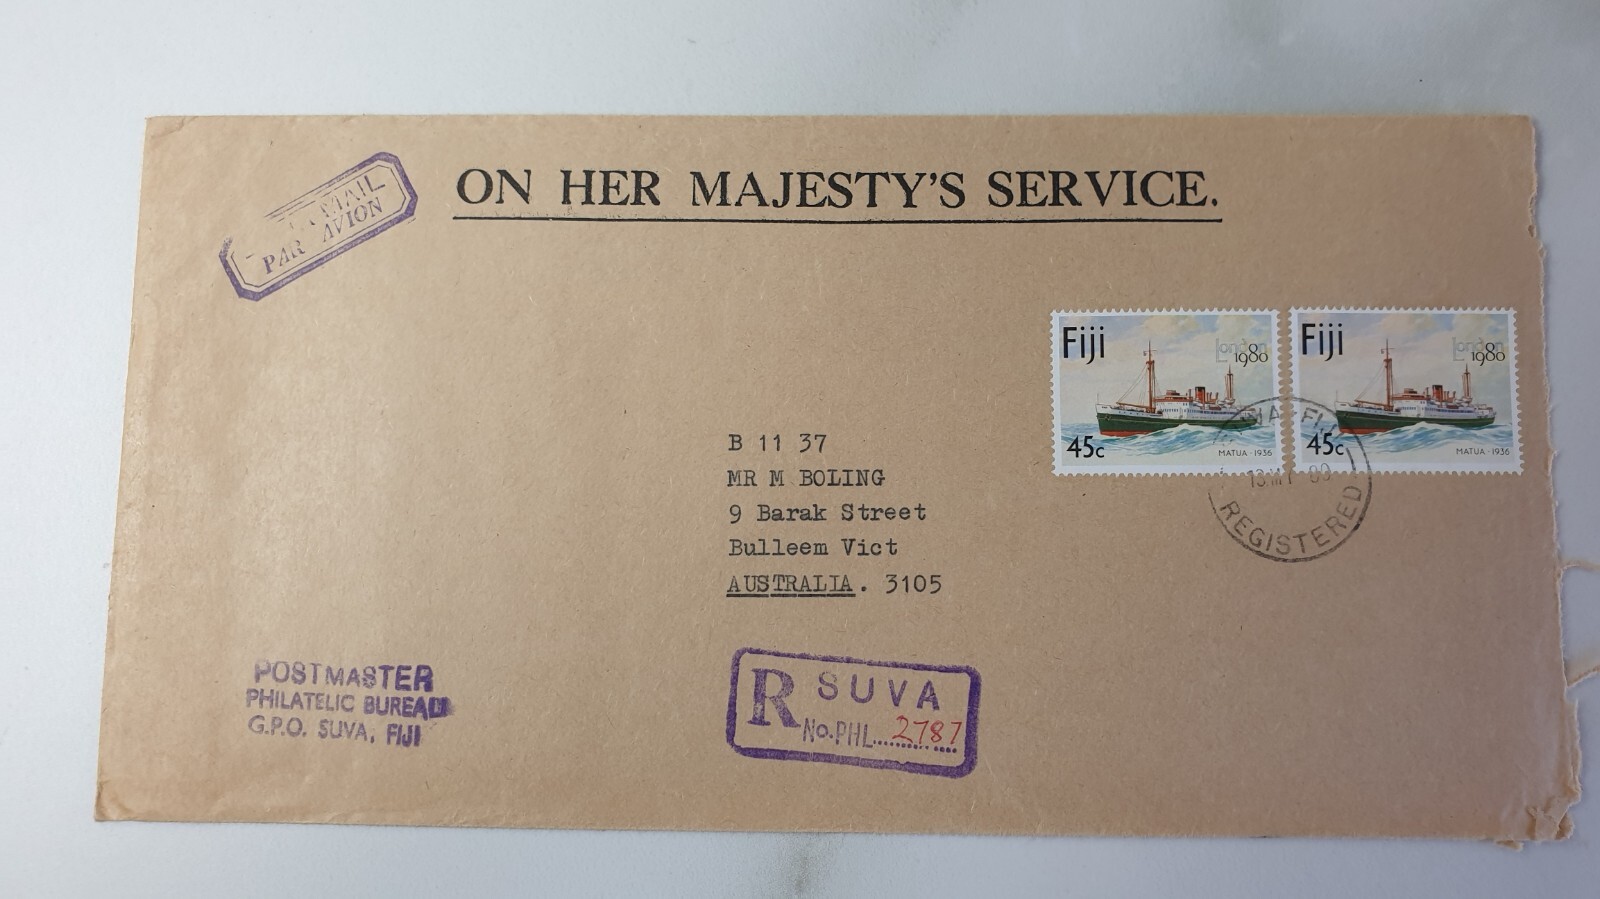 ON HER MAJESTY'S SERVICE.
PAR AVION
Fiji
London
1980
45c
MATUA · 1936
Fiji
London
1980
45c
MATUA · 1936
REGISTERED
B 11 37
MR M BOLING
9 Barak Street
Bulleem Vict
AUSTRALIA. 3105
POSTMASTER
PHILATELIC BUREAU
G.P.O. SUVA, FIJI
R SUVA
No. PHL. 2787